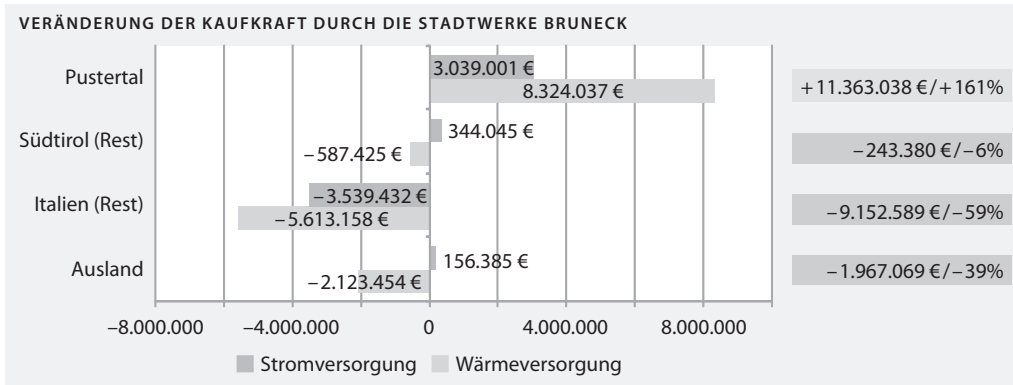 VERÄNDERUNG DER KAUFKRAFT DURCH DIE STADTWERKE BRUNECK
Pustertal
3.039.001 €
8.324.037 €
+11.363.038 €/+161%
Südtirol (Rest)
344.045 €
–587.425 €
–243.380 €/–6%
Italien (Rest)
–3.539.432 €
–5.613.158 €
–9.152.589 €/–59%
Ausland
156.385 €
–2.123.454 €
–1.967.069 €/–39%
–8.000.000 –4.000.000 0 4.000.000 8.000.000
Stromversorgung Wärmeversorgung